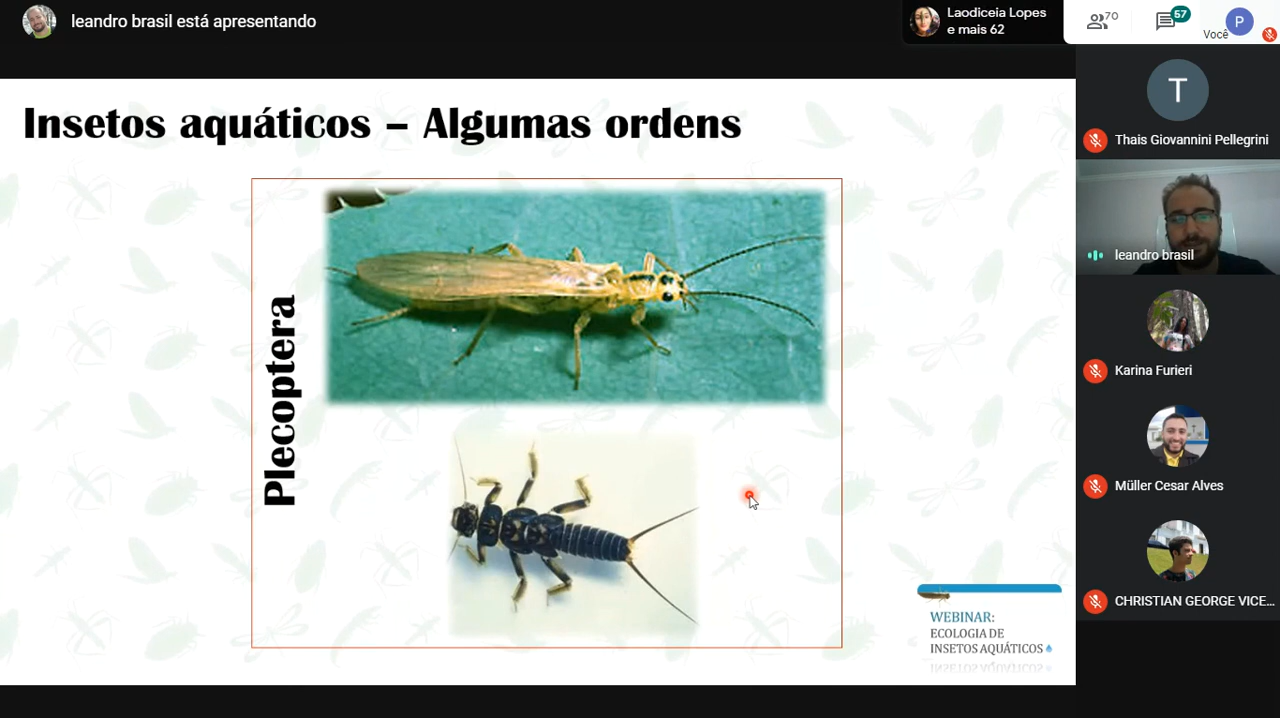 leandro brasil está apresentando
Laodiceia Lopes
e mais 62
70
57
Você
P
Insetos aquáticos – Algumas ordens
T
Thais Giovannini Pellegrini
leandro brasil
Plecoptera
Karina Furieri
Müller Cesar Alves
CHRISTIAN GEORGE VICE...
WEBINAR:
ECOLOGIA DE
INSETOS AQUÁTICOS